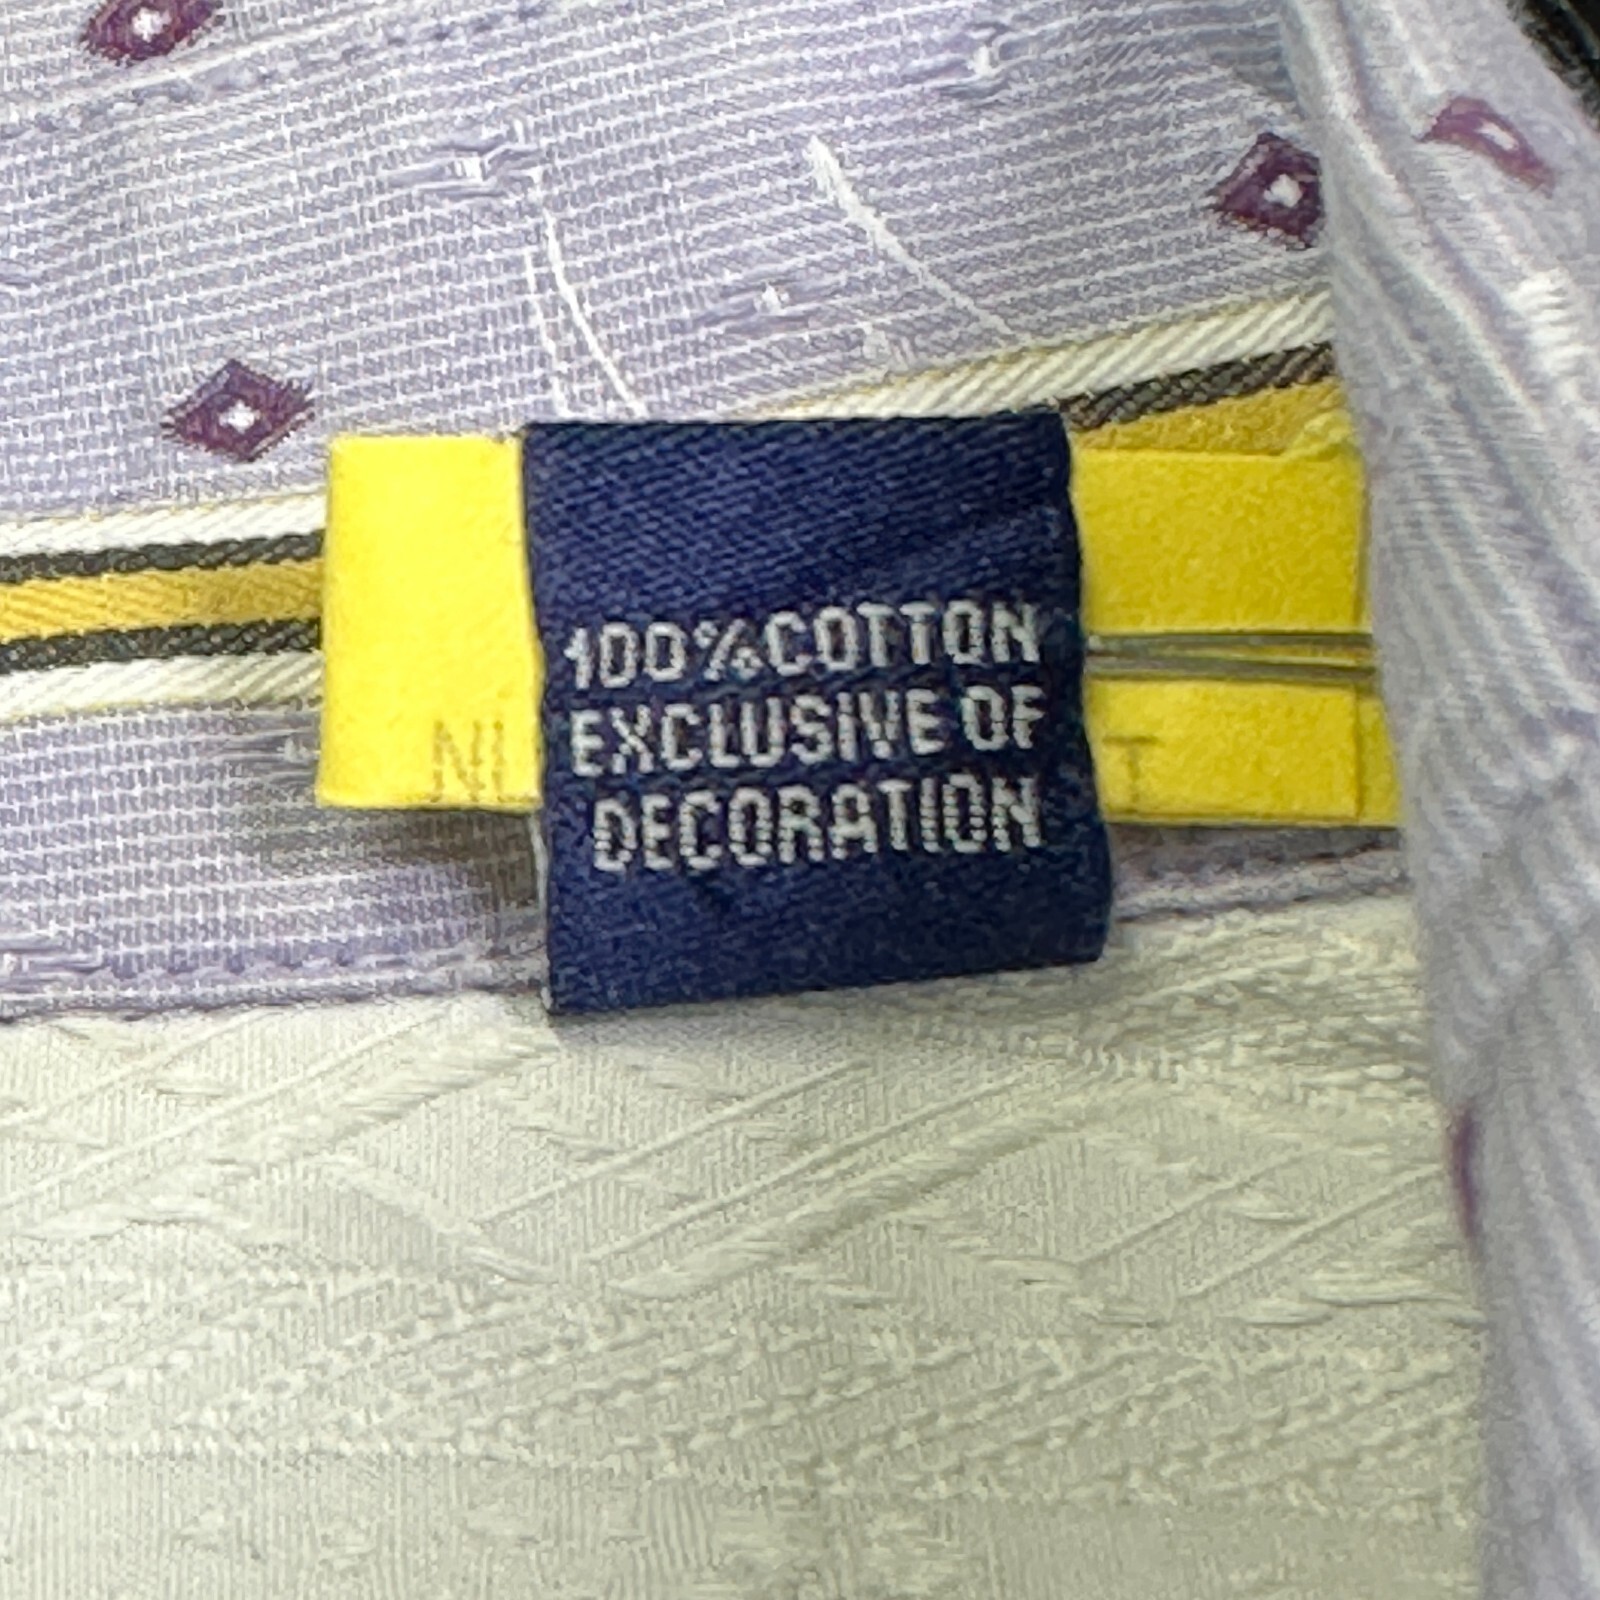 100%COTTON
EXCLUSIVE OF
DECORATION